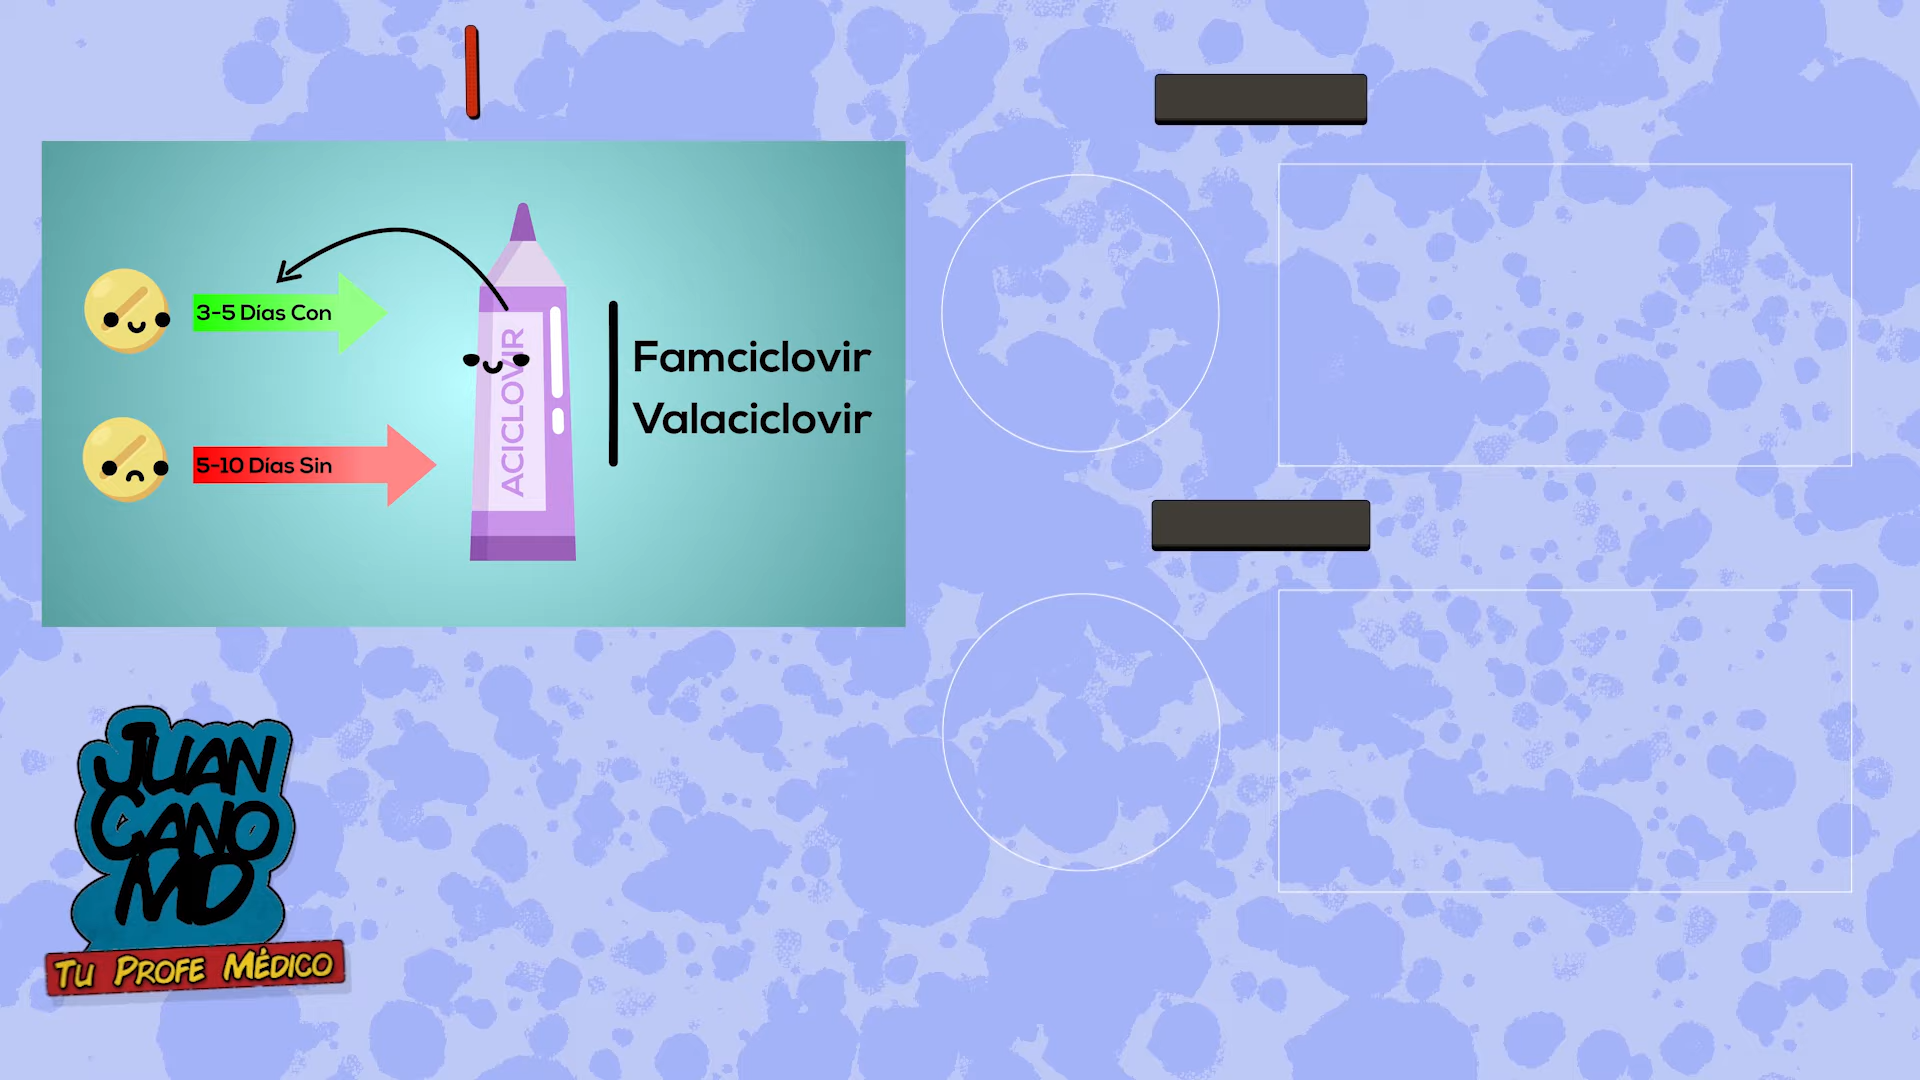 3-5 Días Con
5-10 Días Sin
ACICLOVIR
Famciclovir
Valaciclovir
JUAN
CANO
MD
TU PROFE MÉDICO